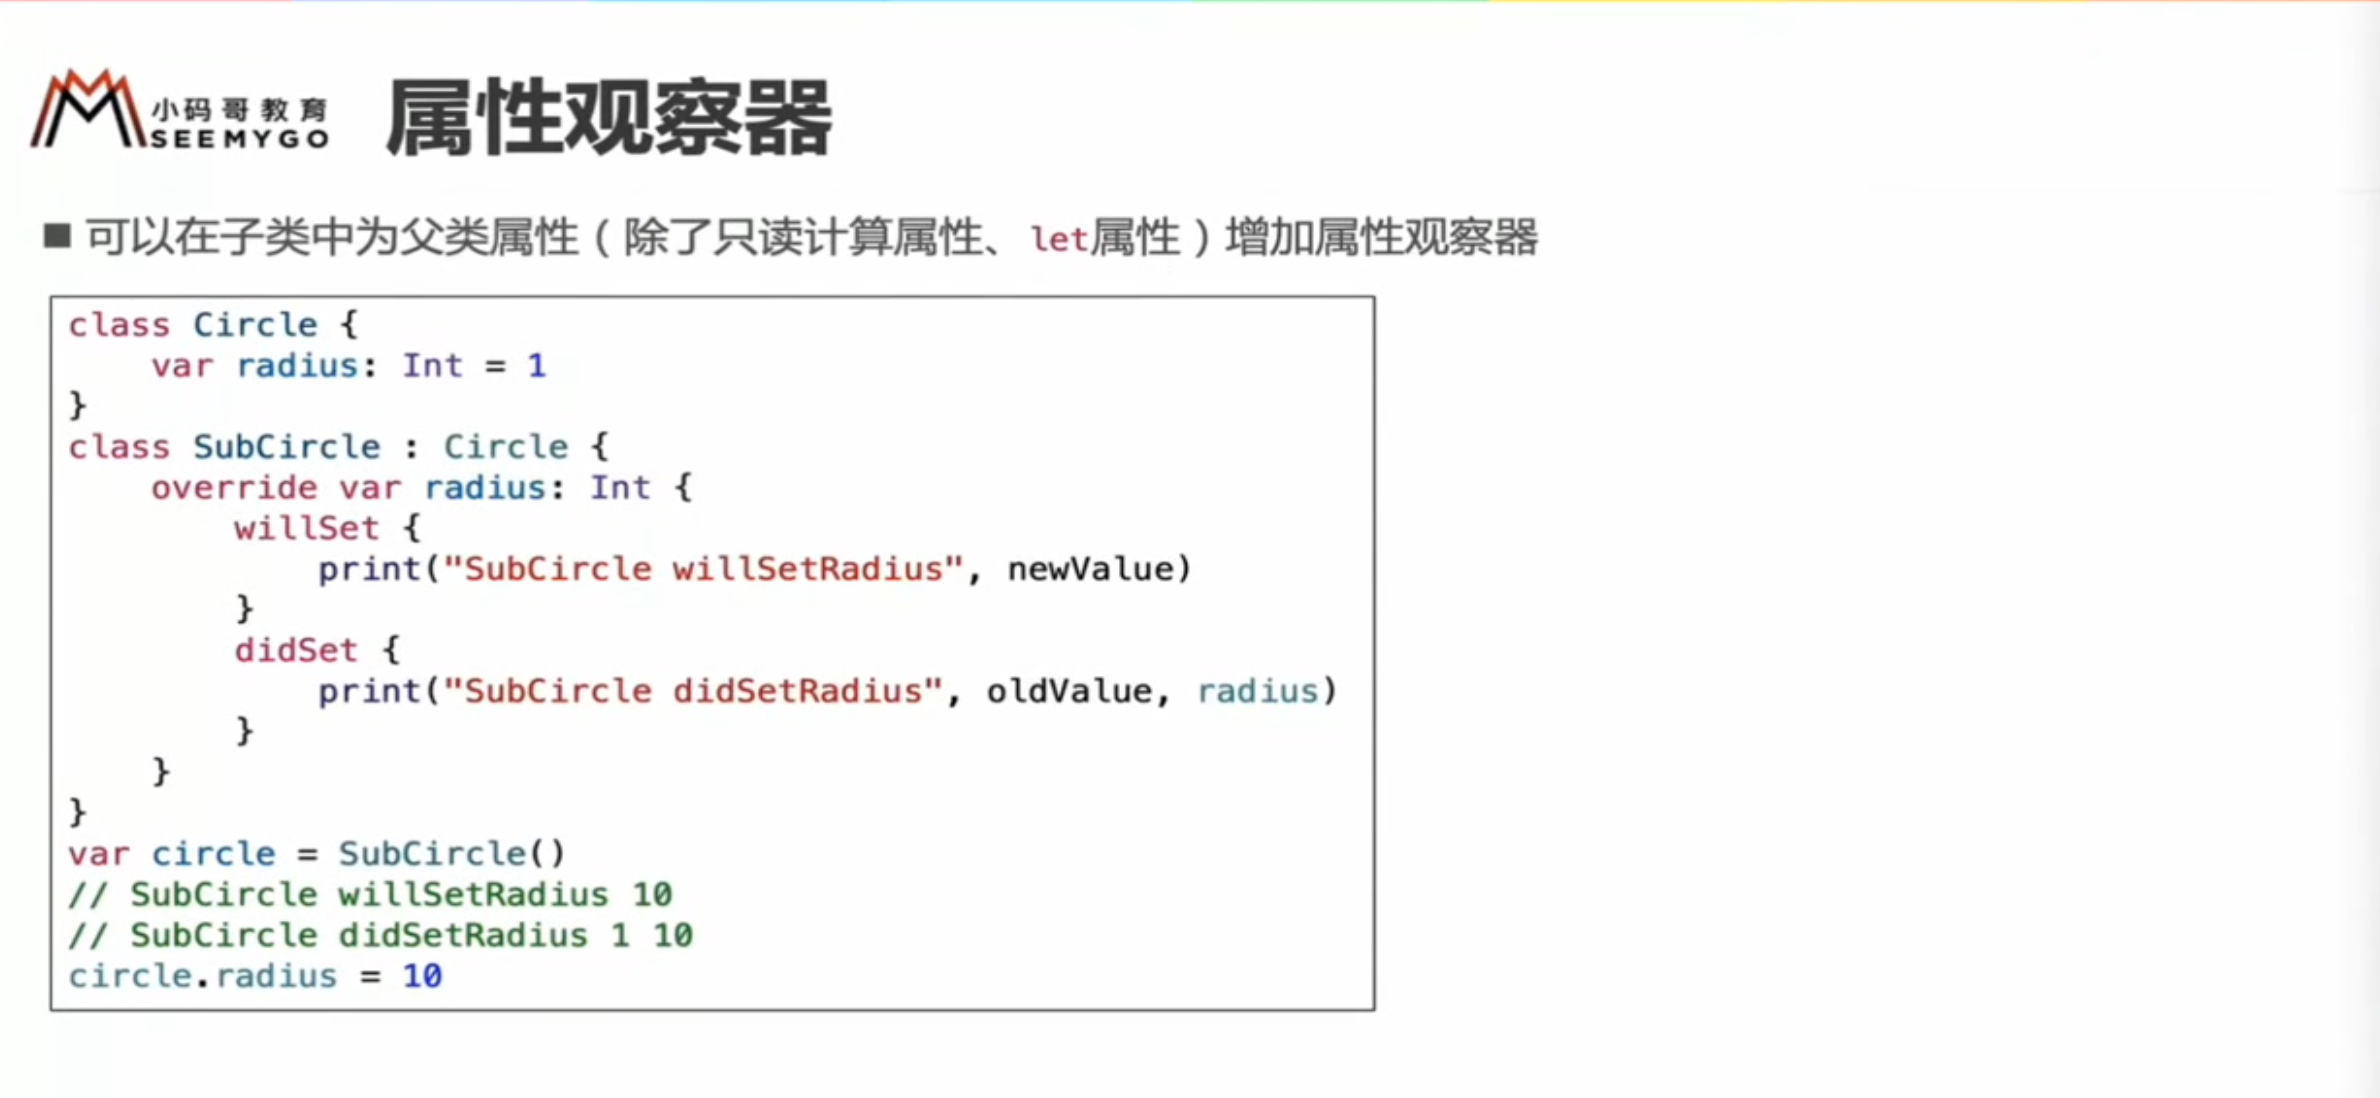 小码哥教育
SEEMYGO
属性观察器
■ 可以在子类中为父类属性（除了只读计算属性、let属性）增加属性观察器
class Circle {
    var radius: Int = 1
}
class SubCircle : Circle {
    override var radius: Int {
        willSet {
            print("SubCircle willSetRadius", newValue)
        }
        didSet {
            print("SubCircle didSetRadius", oldValue, radius)
        }
    }
}
var circle = SubCircle()
// SubCircle willSetRadius 10
// SubCircle didSetRadius 1 10
circle.radius = 10